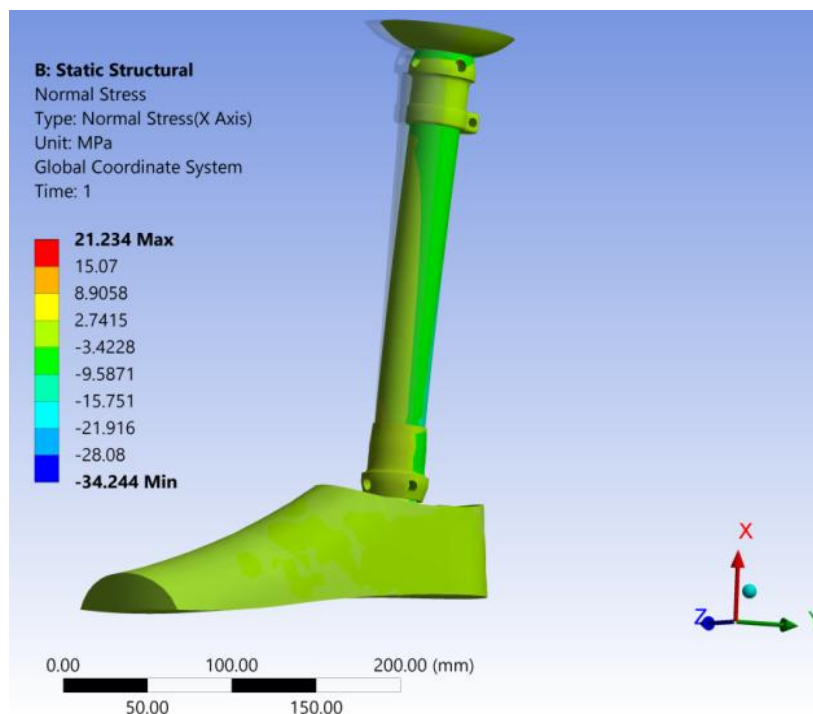 B: Static Structural
Normal Stress
Type: Normal Stress(X Axis)
Unit: MPa
Global Coordinate System
Time: 1
21.234 Max
15.07
8.9058
2.7415
-3.4228
-9.5871
-15.751
-21.916
-28.08
-34.244 Min
X
Z
Y
0.00 100.00 200.00 (mm)
50.00 150.00